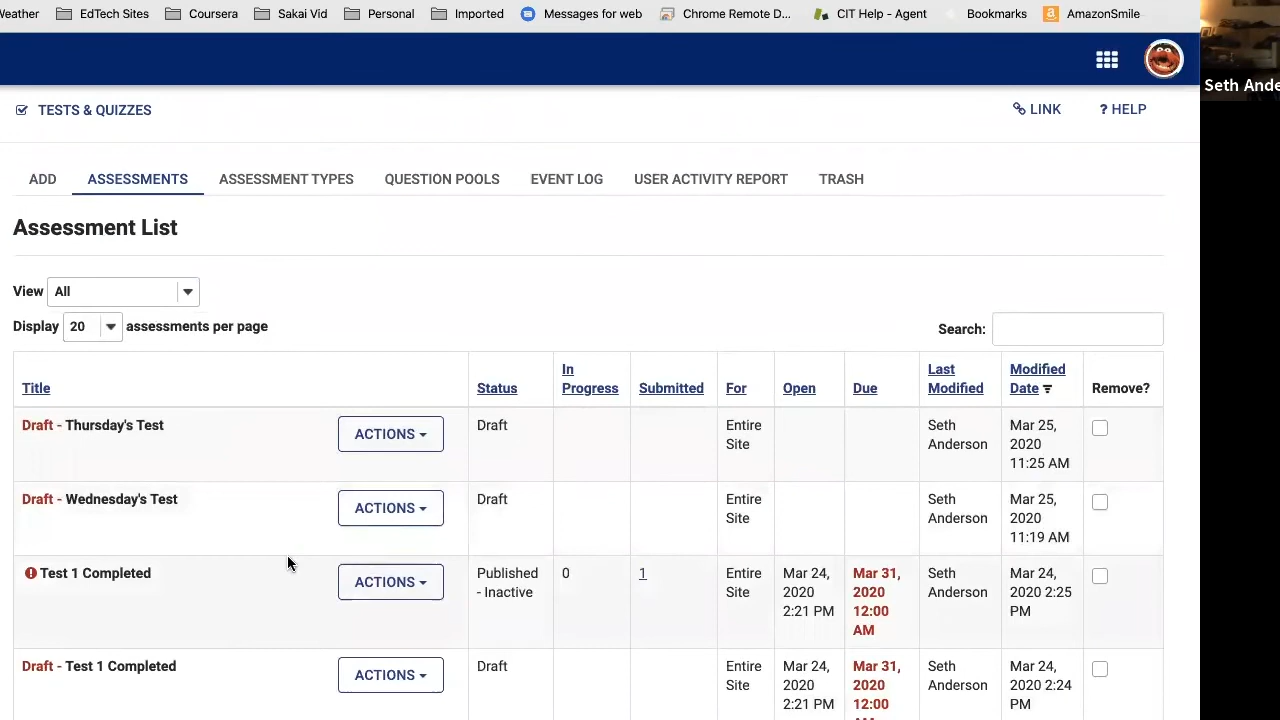 Weather EdTech Sites Coursera Sakai Vid Personal Imported Messages for web Chrome Remote D... CIT Help - Agent Bookmarks AmazonSmile
Seth Ande
TESTS & QUIZZES LINK ? HELP
ADD ASSESSMENTS ASSESSMENT TYPES QUESTION POOLS EVENT LOG USER ACTIVITY REPORT TRASH
Assessment List
View All
Display 20 assessments per page Search:
Title Status In Progress Submitted For Open Due Last Modified Modified Date Remove?
Draft - Thursday's Test ACTIONS Draft Entire Site Seth Anderson Mar 25, 2020 11:25 AM
Draft - Wednesday's Test ACTIONS Draft Entire Site Seth Anderson Mar 25, 2020 11:19 AM
Test 1 Completed ACTIONS Published - Inactive 0 1 Entire Site Mar 24, 2020 2:21 PM Mar 31, 2020 12:00 AM Seth Anderson Mar 24, 2020 2:25 PM
Draft - Test 1 Completed ACTIONS Draft Entire Site Mar 24, 2020 2:21 PM Mar 31, 2020 12:00 Seth Anderson Mar 24, 2020 2:24 PM